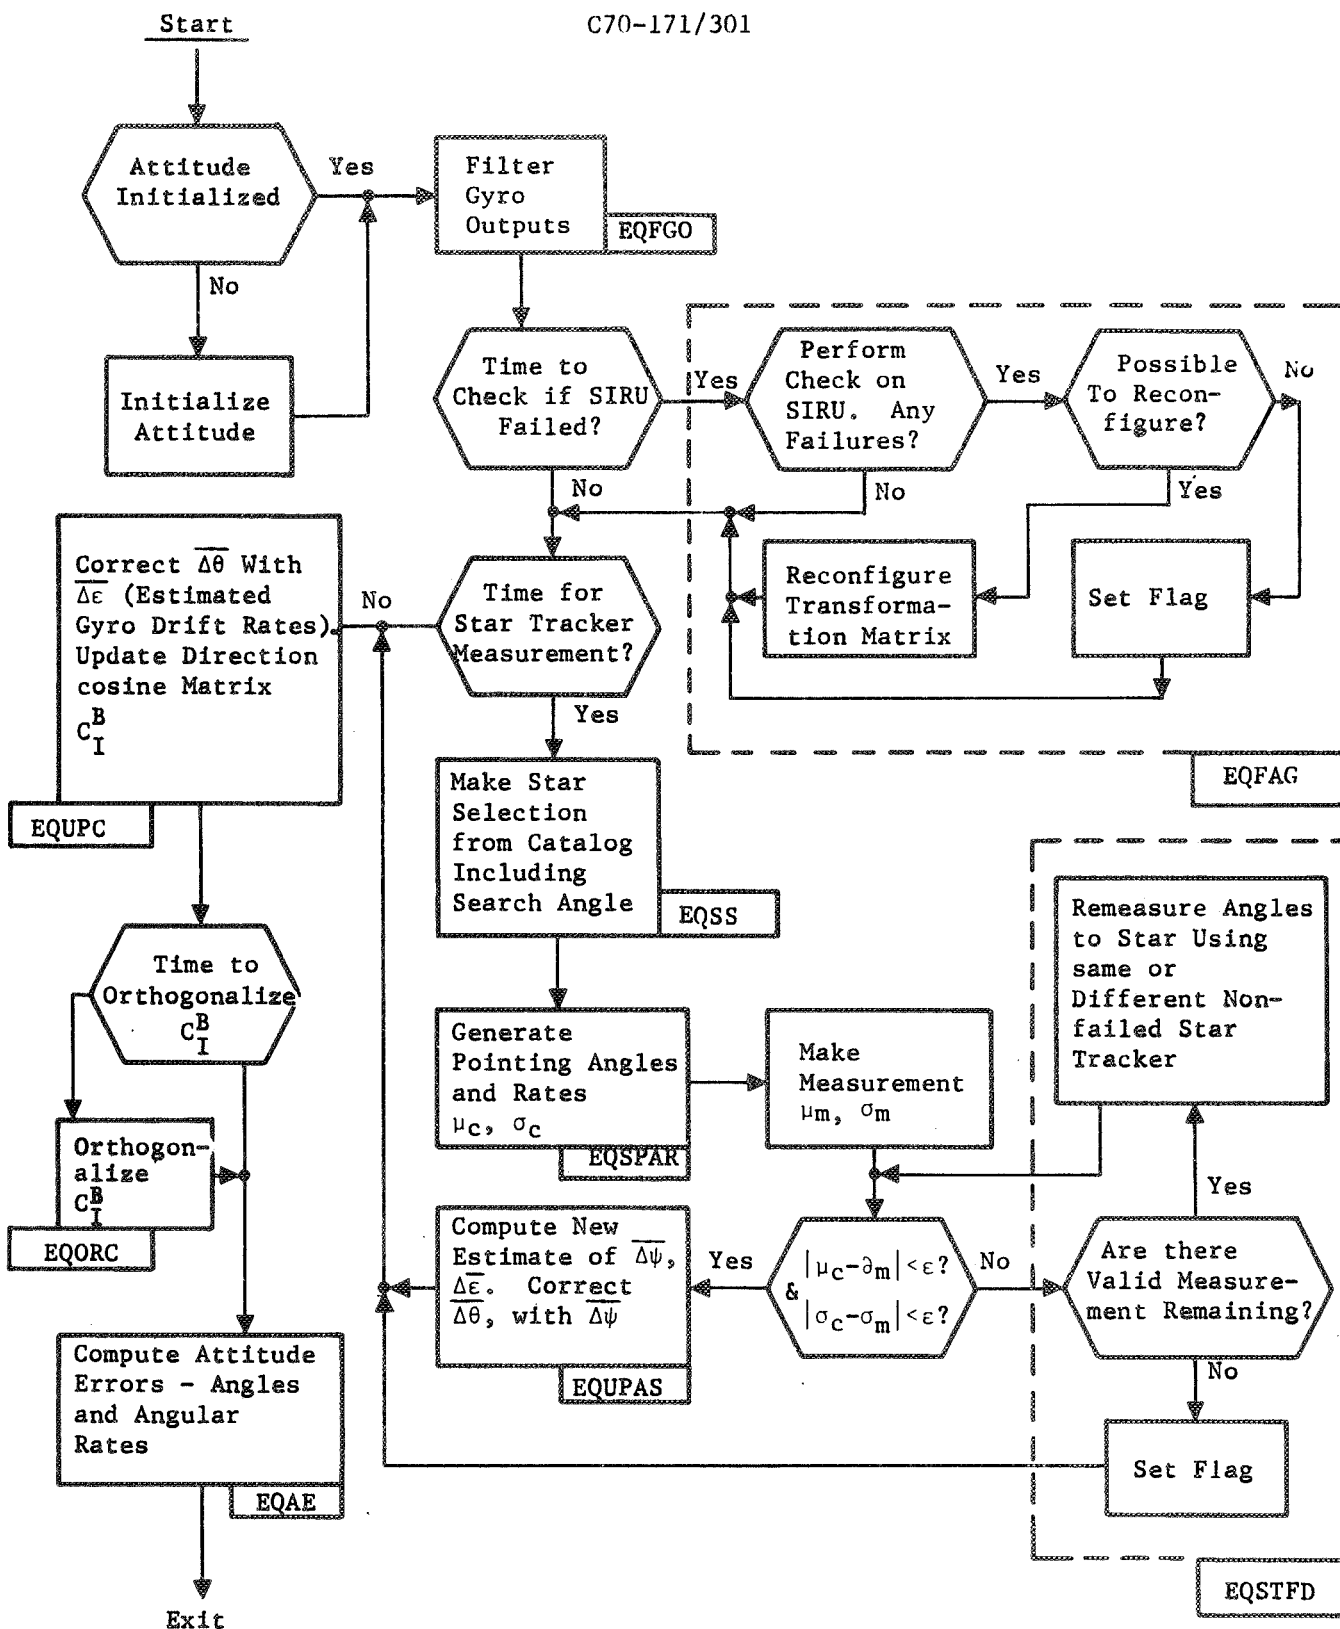 Start
C70-171/301
Attitude
Initialized
Yes
No
Initialize
Attitude
Filter
Gyro
Outputs
EQFGO
Time to
Check if SIRU
Failed?
Yes
No
Perform
Check on
SIRU. Any
Failures?
Yes
No
Possible
To Recon-
figure?
No
Yes
Reconfigure
Transforma-
tion Matrix
Set Flag
EQFAG
Correct Δθ̅ With
Δε̅ (Estimated
Gyro Drift Rates).
Update Direction
cosine Matrix
C_I^B
EQUPC
No
Time for
Star Tracker
Measurement?
Yes
Make Star
Selection
from Catalog
Including
Search Angle
EQSS
Time to
Orthogonalize
C_I^B
Orthogon-
alize
C_I^B
EQORC
Generate
Pointing Angles
and Rates
μc, σc
EQSPAR
Make
Measurement
μm, σm
Remeasure Angles
to Star Using
same or
Different Non-
failed Star
Tracker
Yes
Compute New
Estimate of Δψ̅,
Δε̅. Correct
Δθ̅, with Δψ̅
EQUPAS
Yes
|μc-∂m|<ε?
&
|σc-σm|<ε?
No
Are there
Valid Measure-
ment Remaining?
No
Set Flag
EQSTFD
Compute Attitude
Errors - Angles
and Angular
Rates
EQAE
Exit